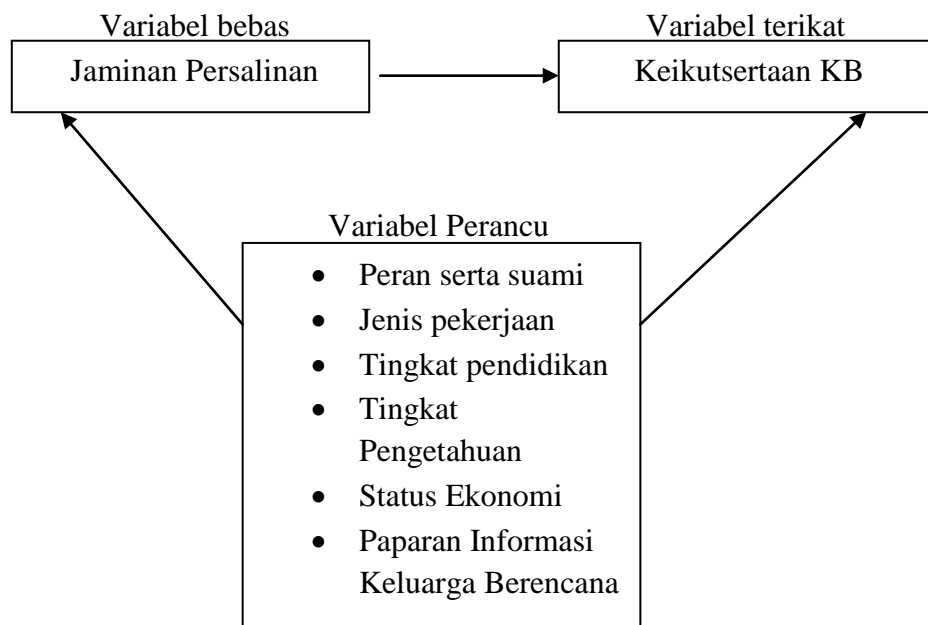 Variabel bebas
Variabel terikat
Jaminan Persalinan
Keikutsertaan KB
Variabel Perancu
• Peran serta suami
• Jenis pekerjaan
• Tingkat pendidikan
• Tingkat
Pengetahuan
• Status Ekonomi
• Paparan Informasi
Keluarga Berencana